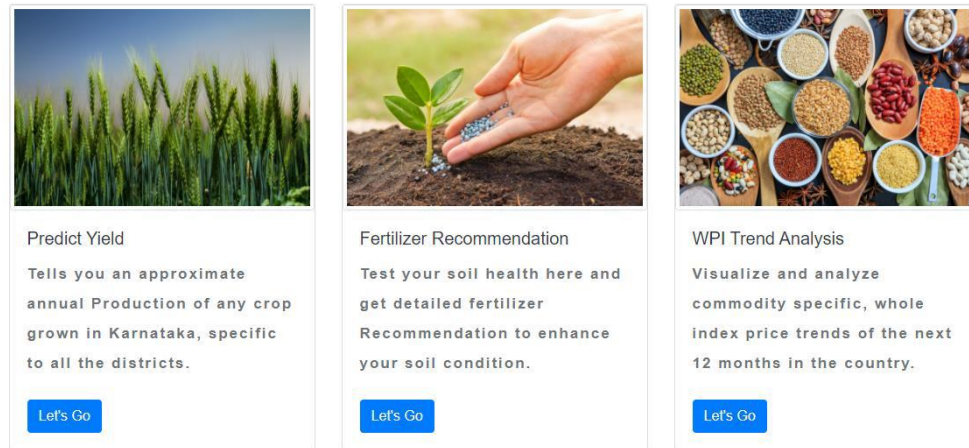 Predict Yield
Tells you an approximate
annual Production of any crop
grown in Karnataka, specific
to all the districts.
Let's Go
Fertilizer Recommendation
Test your soil health here and
get detailed fertilizer
Recommendation to enhance
your soil condition.
Let's Go
WPI Trend Analysis
Visualize and analyze
commodity specific, whole
index price trends of the next
12 months in the country.
Let's Go